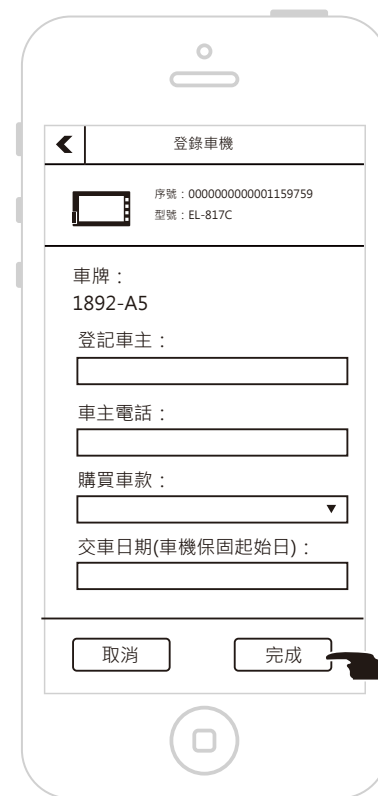 登錄車機
序號：0000000000001159759
型號：EL-817C
車牌：
1892-A5
登記車主：
車主電話：
購買車款：
交車日期(車機保固起始日)：
取消 完成